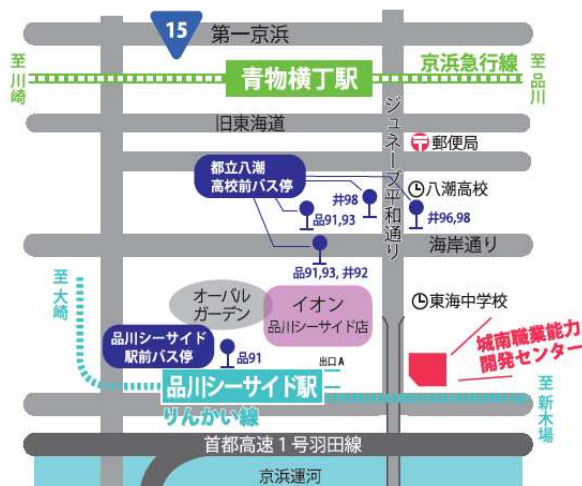 15
第一京浜
至川崎
青物横丁駅
京浜急行線
至品川
ジュネーブ平和通り
旧東海道
〒郵便局
都立八潮
高校前バス停
井98
八潮高校
品91,93
井96,98
海岸通り
品91,93, 井92
至大崎
オーバル
ガーデン
イオン
品川シーサイド店
東海中学校
品川シーサイド
駅前バス停
品91
出口A
城南職業能力
開発センター
品川シーサイド駅
りんかい線
至新木場
首都高速1号羽田線
京浜運河